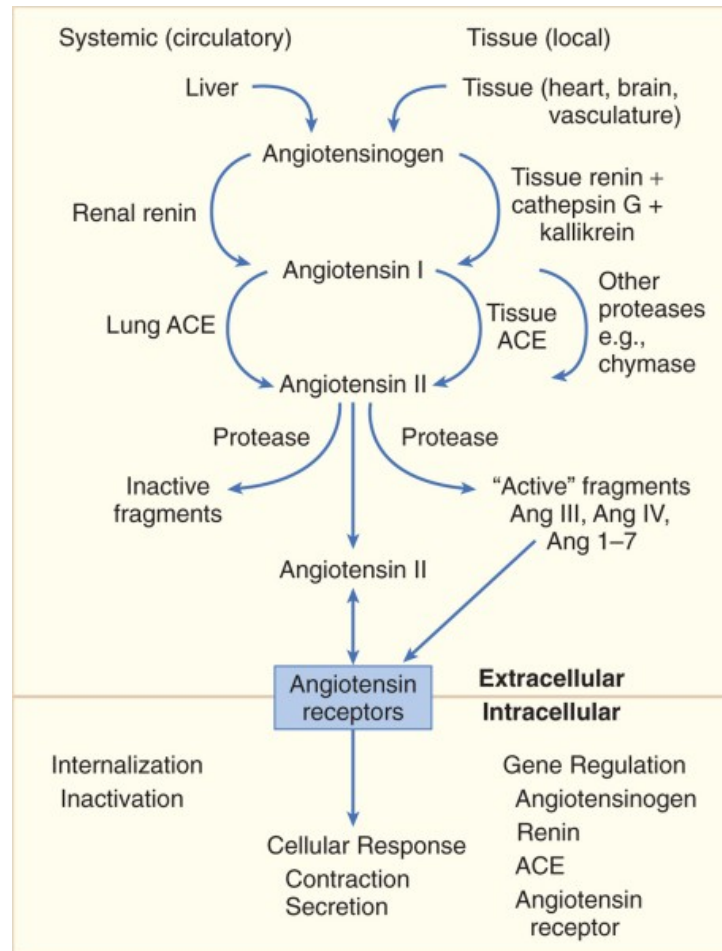 Systemic (circulatory)
Tissue (local)
Liver
Tissue (heart, brain,
vasculature)
Angiotensinogen
Renal renin
Tissue renin +
cathepsin G +
kallikrein
Angiotensin I
Lung ACE
Tissue
ACE
Other
proteases
e.g.,
chymase
Angiotensin II
Protease
Protease
Inactive
fragments
“Active” fragments
Ang III, Ang IV,
Ang 1–7
Angiotensin II
Angiotensin
receptors
Extracellular
Intracellular
Internalization
Inactivation
Cellular Response
Contraction
Secretion
Gene Regulation
Angiotensinogen
Renin
ACE
Angiotensin
receptor